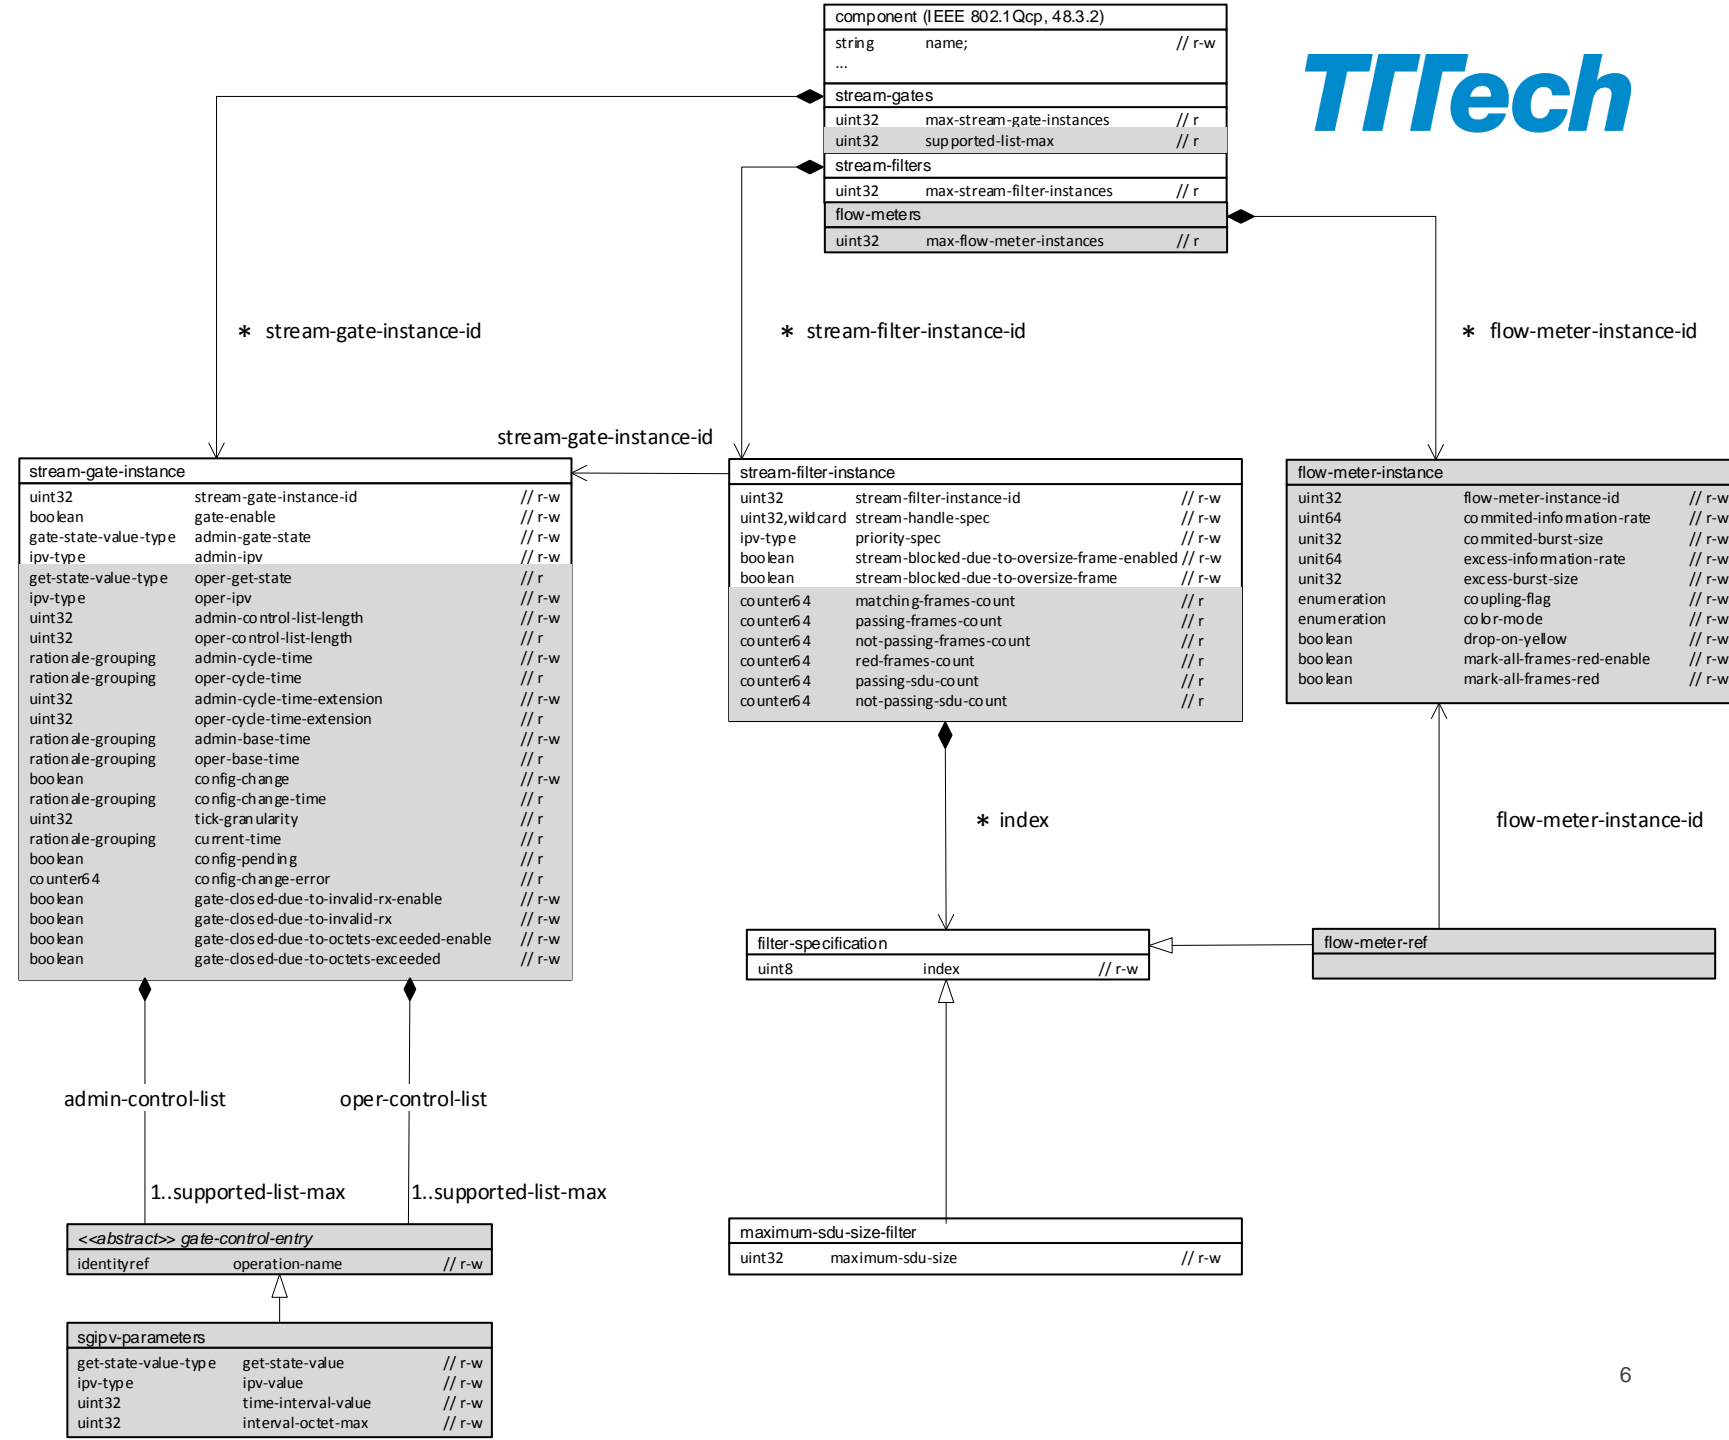 component (IEEE 802.1Qcp, 48.3.2)
string name; // r-w
...
stream-gates
uint32 max-stream-gate-instances // r
uint32 supported-list-max // r
stream-filters
uint32 max-stream-filter-instances // r
flow-meters
uint32 max-flow-meter-instances // r
TTTech
* stream-gate-instance-id
* stream-filter-instance-id
* flow-meter-instance-id
stream-gate-instance-id
stream-gate-instance
uint32 stream-gate-instance-id // r-w
boolean gate-enable // r-w
gate-state-value-type admin-gate-state // r-w
ipv-type admin-ipv // r-w
get-state-value-type oper-get-state // r
ipv-type oper-ipv // r-w
uint32 admin-control-list-length // r-w
uint32 oper-control-list-length // r
rationale-grouping admin-cycle-time // r-w
rationale-grouping oper-cycle-time // r
uint32 admin-cycle-time-extension // r-w
uint32 oper-cycle-time-extension // r
rationale-grouping admin-base-time // r-w
rationale-grouping oper-base-time // r
boolean config-change // r-w
rationale-grouping config-change-time // r
uint32 tick-granularity // r
rationale-grouping current-time // r
boolean config-pending // r
counter64 config-change-error // r
boolean gate-closed-due-to-invalid-rx-enable // r-w
boolean gate-closed-due-to-invalid-rx // r-w
boolean gate-closed-due-to-octets-exceeded-enable // r-w
boolean gate-closed-due-to-octets-exceeded // r-w
stream-filter-instance
uint32 stream-filter-instance-id // r-w
uint32,wildcard stream-handle-spec // r-w
ipv-type priority-spec // r-w
boolean stream-blocked-due-to-oversize-frame-enabled // r-w
boolean stream-blocked-due-to-oversize-frame // r-w
counter64 matching-frames-count // r
counter64 passing-frames-count // r
counter64 not-passing-frames-count // r
counter64 red-frames-count // r
counter64 passing-sdu-count // r
counter64 not-passing-sdu-count // r
flow-meter-instance
uint32 flow-meter-instance-id // r-w
uint64 commited-information-rate // r-w
unit32 commited-burst-size // r-w
unit64 excess-information-rate // r-w
unit32 excess-burst-size // r-w
enumeration coupling-flag // r-w
enumeration color-mode // r-w
boolean drop-on-yellow // r-w
boolean mark-all-frames-red-enable // r-w
boolean mark-all-frames-red // r-w
* index
flow-meter-instance-id
filter-specification
uint8 index // r-w
flow-meter-ref
admin-control-list
oper-control-list
1..supported-list-max
1..supported-list-max
<<abstract>> gate-control-entry
identityref operation-name // r-w
maximum-sdu-size-filter
uint32 maximum-sdu-size // r-w
sgipv-parameters
get-state-value-type get-state-value // r-w
ipv-type ipv-value // r-w
uint32 time-interval-value // r-w
uint32 interval-octet-max // r-w
6